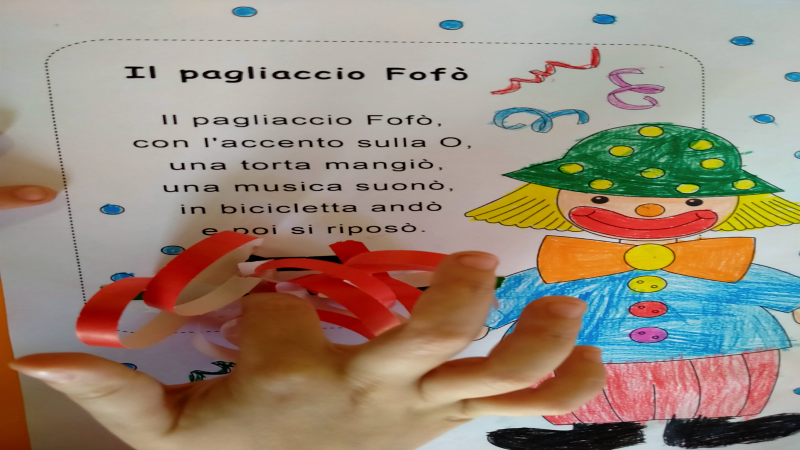 Il pagliaccio Fofò
Il pagliaccio Fofò,
con l'accento sulla O,
una torta mangiò,
una musica suonò,
in bicicletta andò
e poi si riposò.